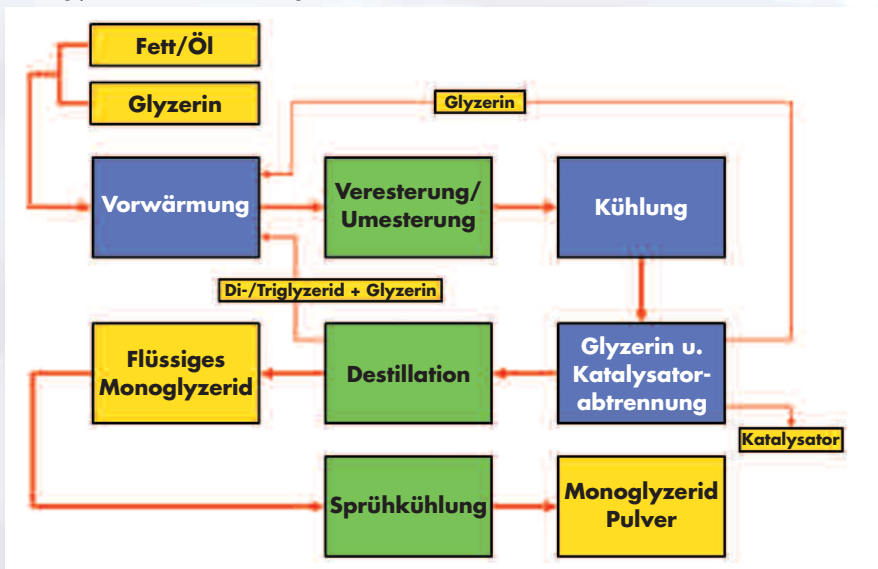 Fett/Öl
Glyzerin
Glyzerin
Vorwärmung
Veresterung/
Umesterung
Kühlung
Di-/Triglyzerid + Glyzerin
Flüssiges
Monoglyzerid
Destillation
Glyzerin u.
Katalysator-
abtrennung
Katalysator
Sprühkühlung
Monoglyzerid
Pulver